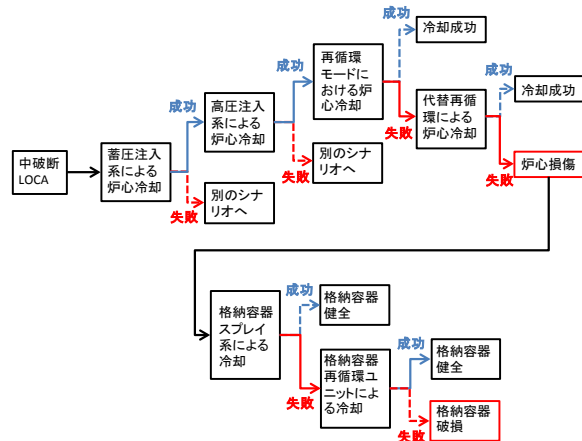 中破断
LOCA
蓄圧注入
系による
炉心冷却
成功
失敗
高圧注入
系による
炉心冷却
別のシナ
リオへ
成功
失敗
再循環
モードに
おける炉
心冷却
別のシナ
リオへ
成功
失敗
冷却成功
代替再循
環による
炉心冷却
成功
失敗
冷却成功
炉心損傷
格納容器
スプレイ
系による
冷却
成功
失敗
格納容器
健全
格納容器
再循環ユ
ニットによ
る冷却
成功
失敗
格納容器
健全
格納容器
破損